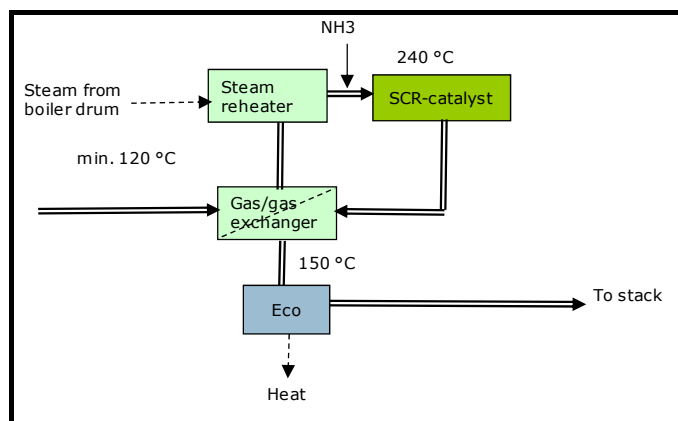 NH3
240 °C
Steam from
boiler drum
Steam
reheater
SCR-catalyst
min. 120 °C
Gas/gas
exchanger
150 °C
Eco
To stack
Heat